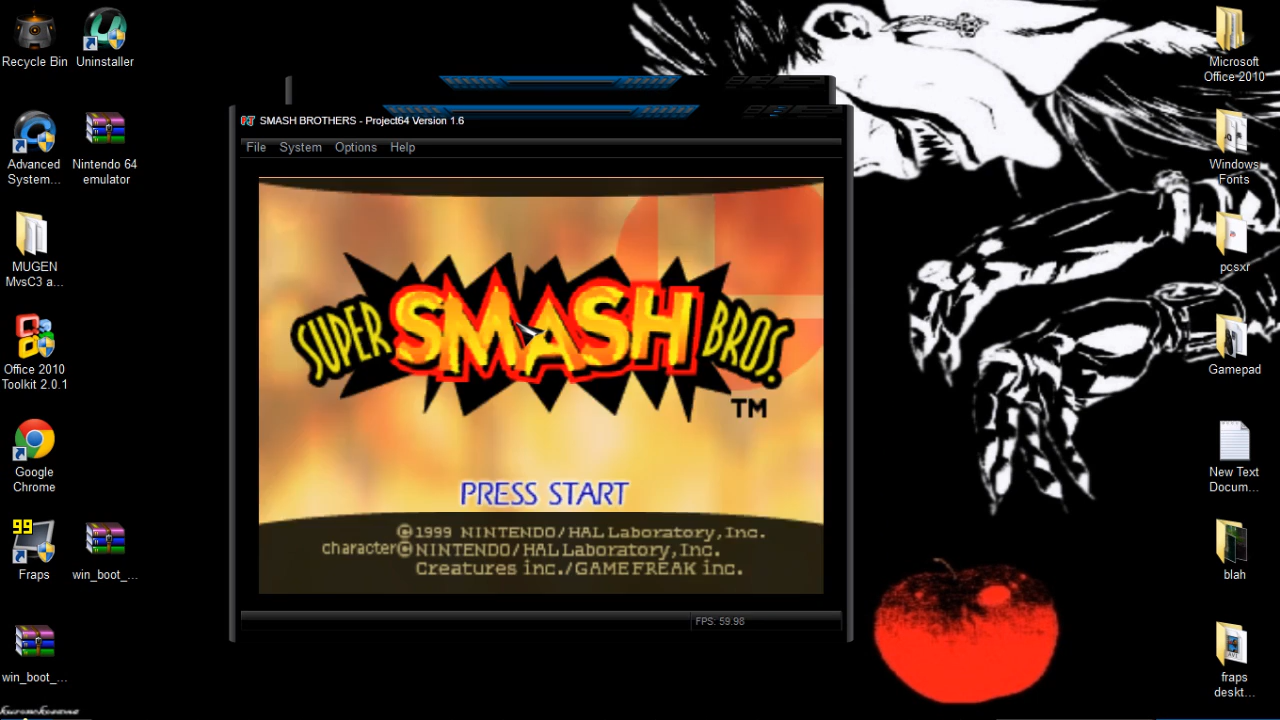 Recycle Bin
Uninstaller
Advanced
System...
Nintendo 64
emulator
MUGEN
MvsC3 a...
Office 2010
Toolkit 2.0.1
Google
Chrome
99
Fraps
win_boot_...
win_boot_...
SMASH BROTHERS - Project64 Version 1.6
File System Options Help
SUPER SMASH BROS.
TM
PRESS START
©1999 NINTENDO/HAL Laboratory, Inc.
character©NINTENDO/HAL Laboratory, Inc.
Creatures inc./GAME FREAK inc.
FPS: 59.98
Microsoft
Office 2010
Windows
Fonts
pcsxr
Gamepad
New Text
Docum...
blah
fraps
deskt...